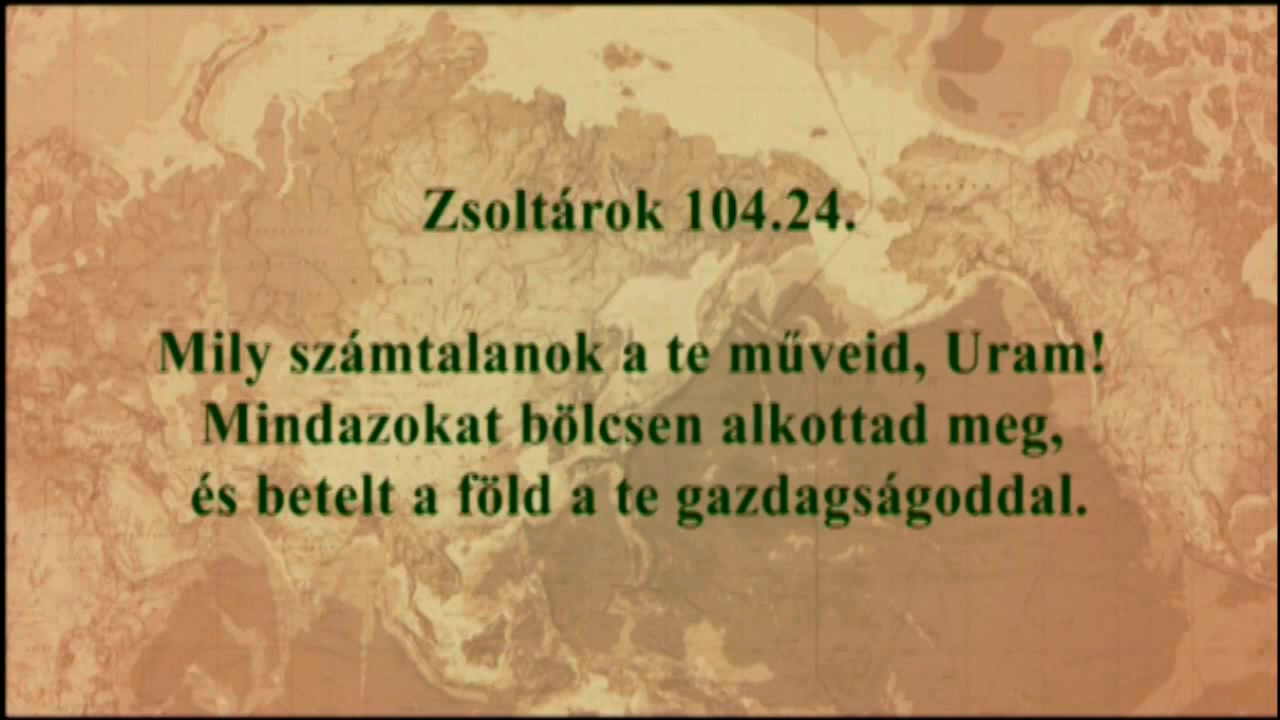 Zsoltárok 104.24.
Mily számtalanok a te műveid, Uram!
Mindazokat bölcsen alkottad meg,
és betelt a föld a te gazdagságoddal.